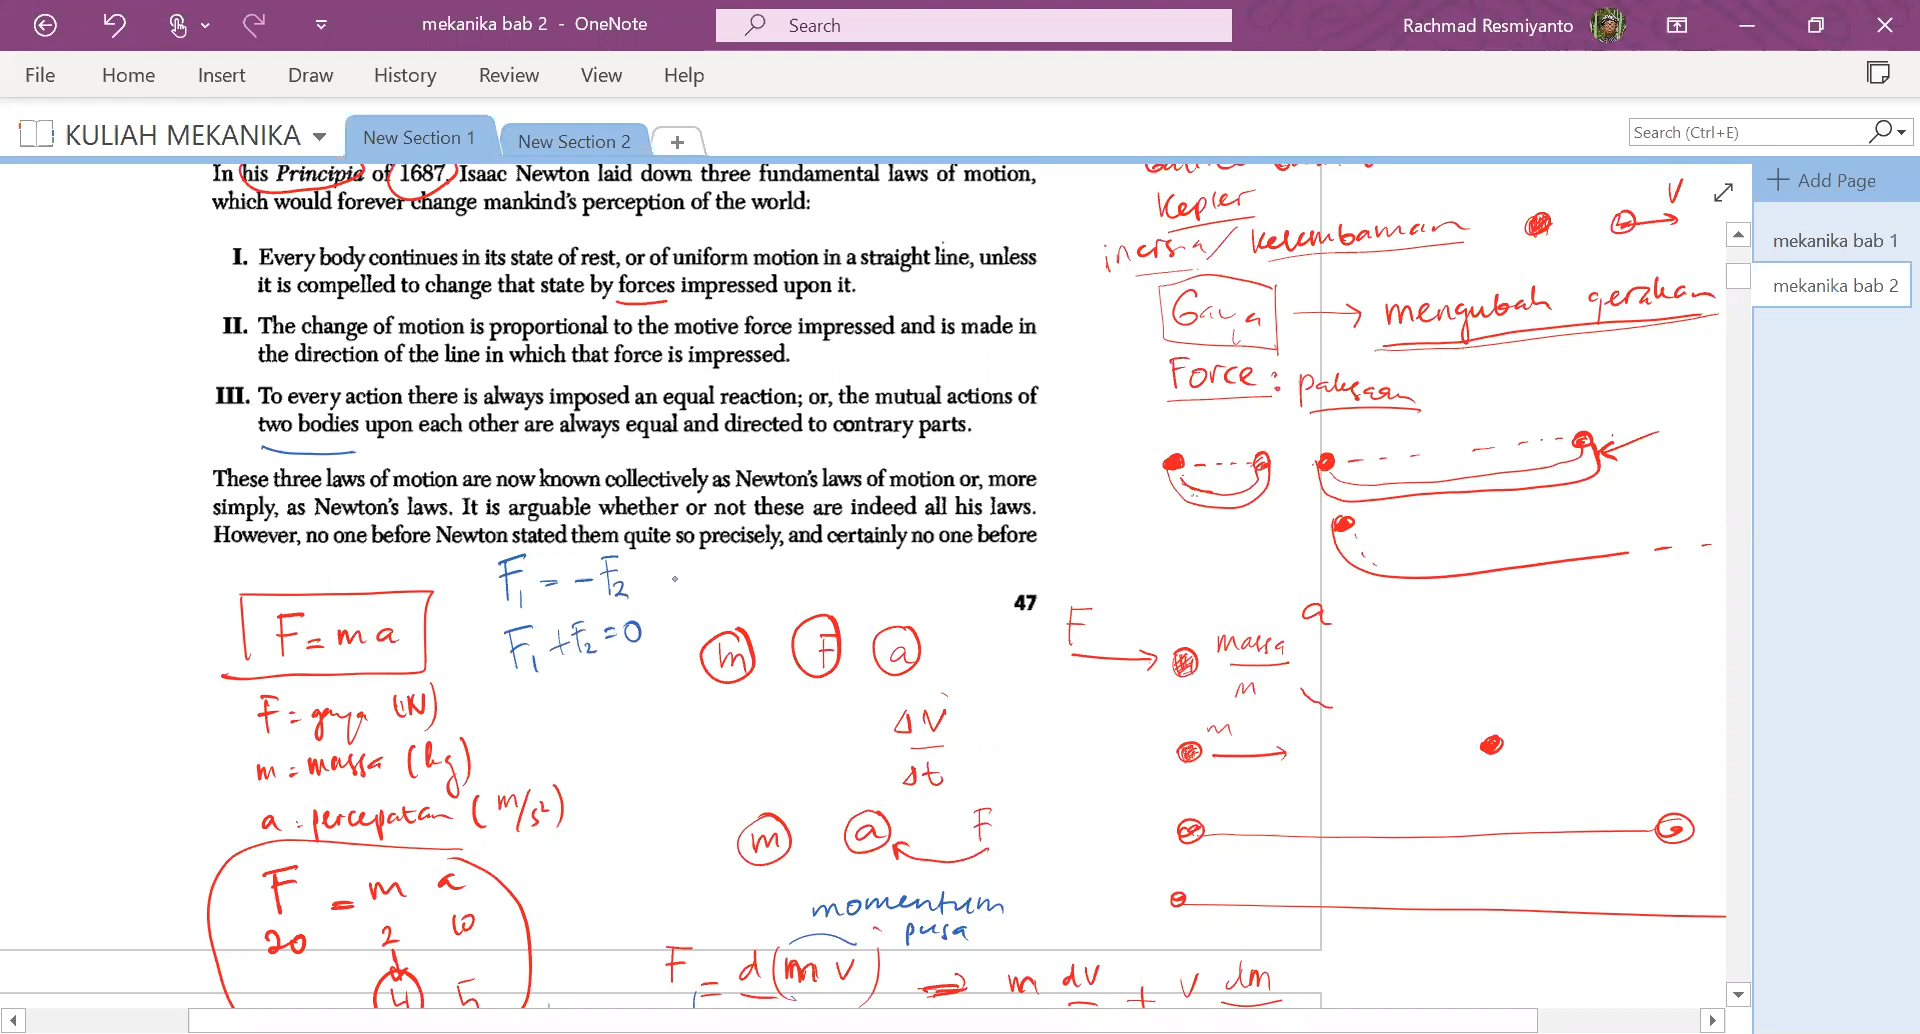 mekanika bab 2 - OneNote
Search
Rachmad Resmiyanto
File Home Insert Draw History Review View Help
KULIAH MEKANIKA
New Section 1
New Section 2
+
Search (Ctrl+E)
Add Page
mekanika bab 1
mekanika bab 2
In his Principia of 1687, Isaac Newton laid down three fundamental laws of motion,
which would forever change mankind's perception of the world:
I. Every body continues in its state of rest, or of uniform motion in a straight line, unless
it is compelled to change that state by forces impressed upon it.
II. The change of motion is proportional to the motive force impressed and is made in
the direction of the line in which that force is impressed.
III. To every action there is always imposed an equal reaction; or, the mutual actions of
two bodies upon each other are always equal and directed to contrary parts.
These three laws of motion are now known collectively as Newton's laws of motion or, more
simply, as Newton's laws. It is arguable whether or not these are indeed all his laws.
However, no one before Newton stated them quite so precisely, and certainly no one before
47
Kepler
inersia / kelembaman
V
Gaya → mengubah gerakan
Force : paksaan
F₁ = -F₂
F₁ + F₂ = 0
F = m a
F = gaya (N)
m = massa (kg)
a = percepatan (m/s²)
F = m a
20 2 10
4 5
m F a
ΔV
Δt
m a F
momentum
pusa
F = d(m v) → m dv + v dm
F
massa
m
a
m